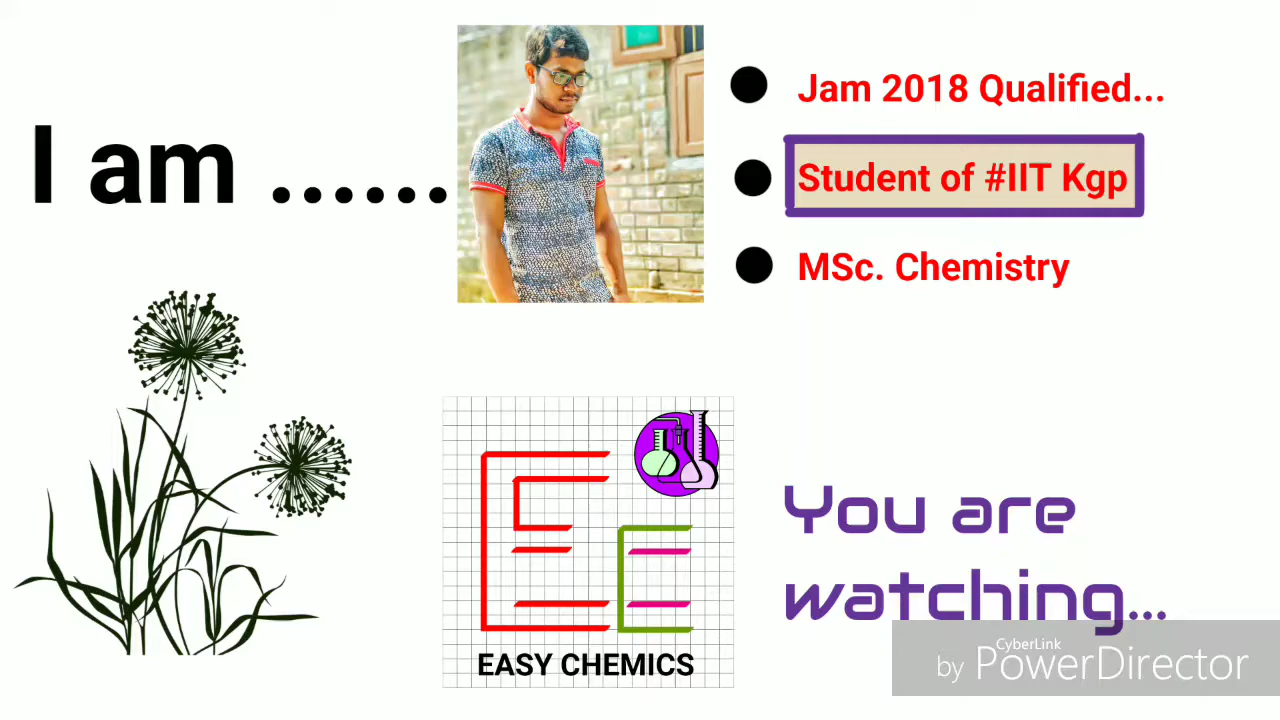 I am ......
Jam 2018 Qualified...
Student of #IIT Kgp
MSc. Chemistry
EASY CHEMICS
You are
watching...
CyberLink
by PowerDirector